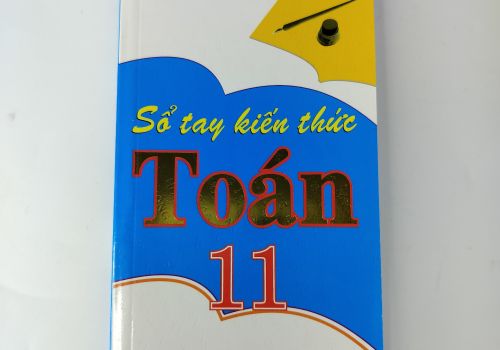 Sổ tay kiến thức
Toán
11